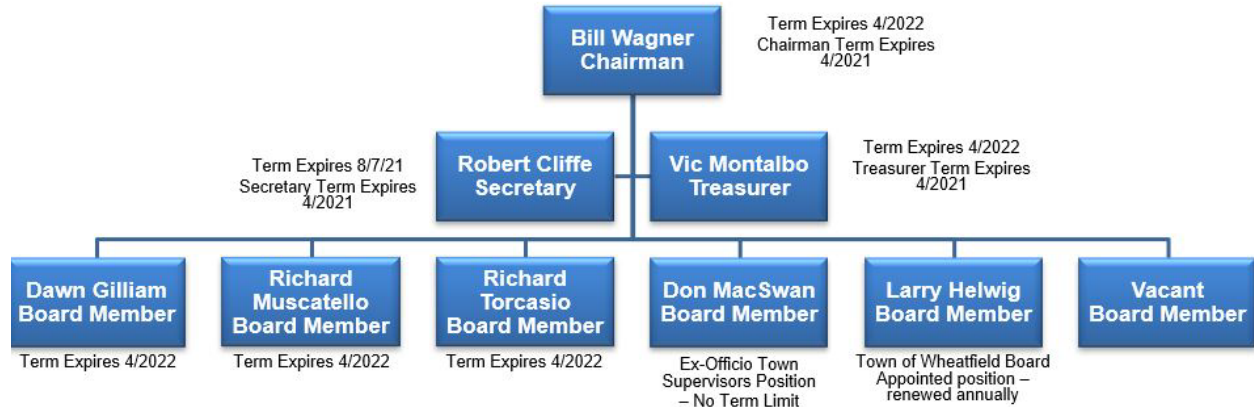 Bill Wagner
Chairman
Term Expires 4/2022
Chairman Term Expires
4/2021
Term Expires 8/7/21
Secretary Term Expires
4/2021
Robert Cliffe
Secretary
Vic Montalbo
Treasurer
Term Expires 4/2022
Treasurer Term Expires
4/2021
Dawn Gilliam
Board Member
Term Expires 4/2022
Richard
Muscatello
Board Member
Term Expires 4/2022
Richard
Torcasio
Board Member
Term Expires 4/2022
Don MacSwan
Board Member
Ex-Officio Town
Supervisors Position
– No Term Limit
Larry Helwig
Board Member
Town of Wheatfield Board
Appointed position –
renewed annually
Vacant
Board Member